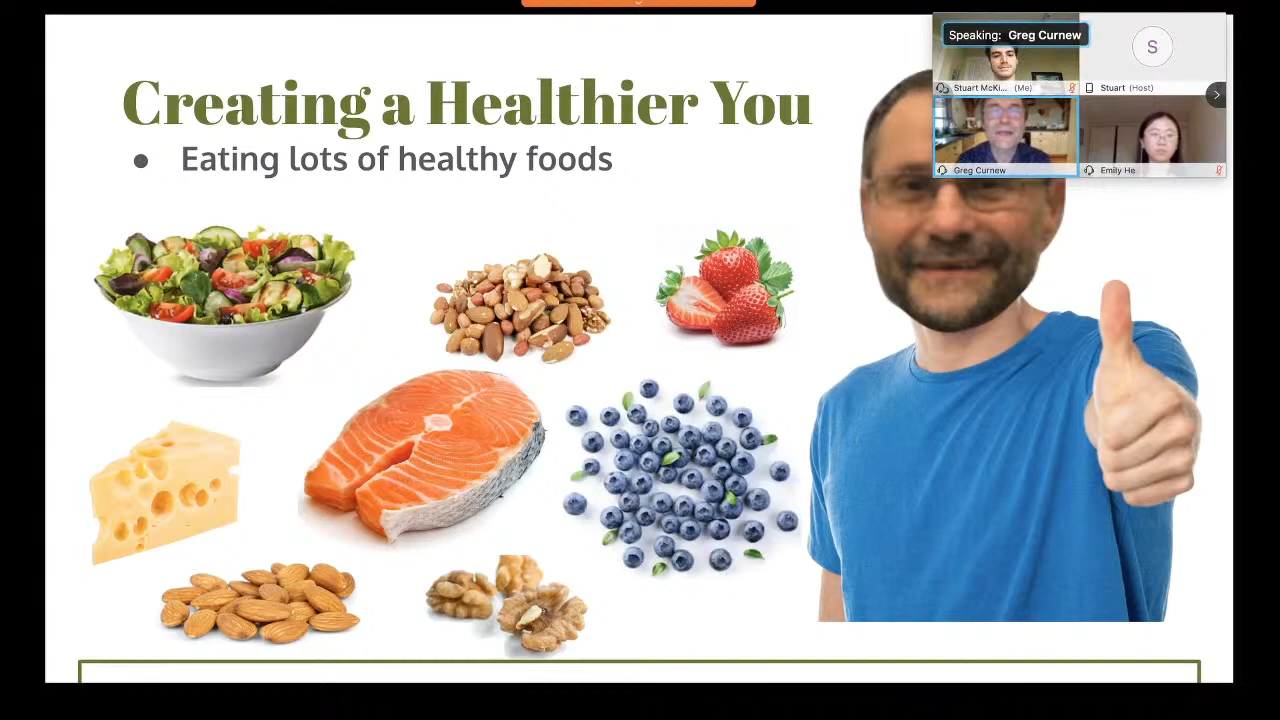 Creating a Healthier You
● Eating lots of healthy foods
Speaking: Greg Curnew
S
Stuart McKi... (Me)
Stuart (Host)
Greg Curnew
Emily He